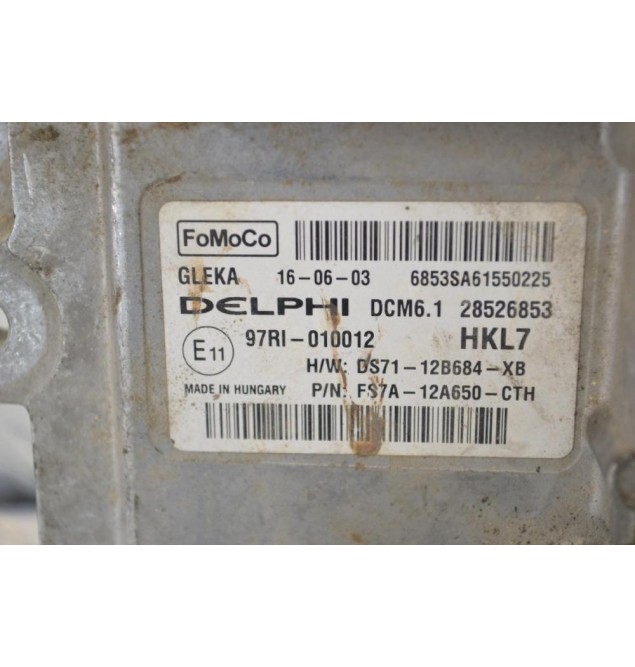 FoMoCo
GLEKA 16-06-03 6853SA61550225
DELPHI DCM6.1 28526853
E11 97RI-010012 HKL7
H/W: DS71-12B684-XB
MADE IN HUNGARY P/N: FS7A-12A650-CTH